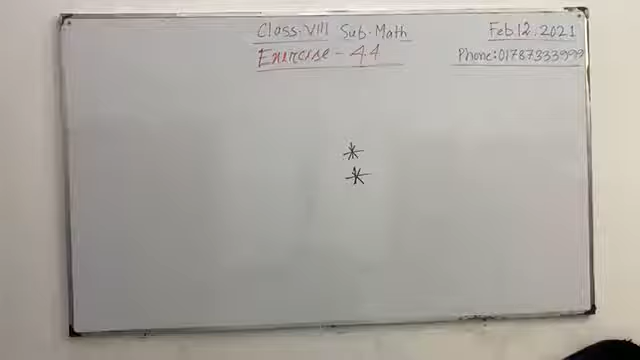 Class-VIII Sub-Math
Feb.12.2021
Exercise-4.4
Phone:01787333999
*
*